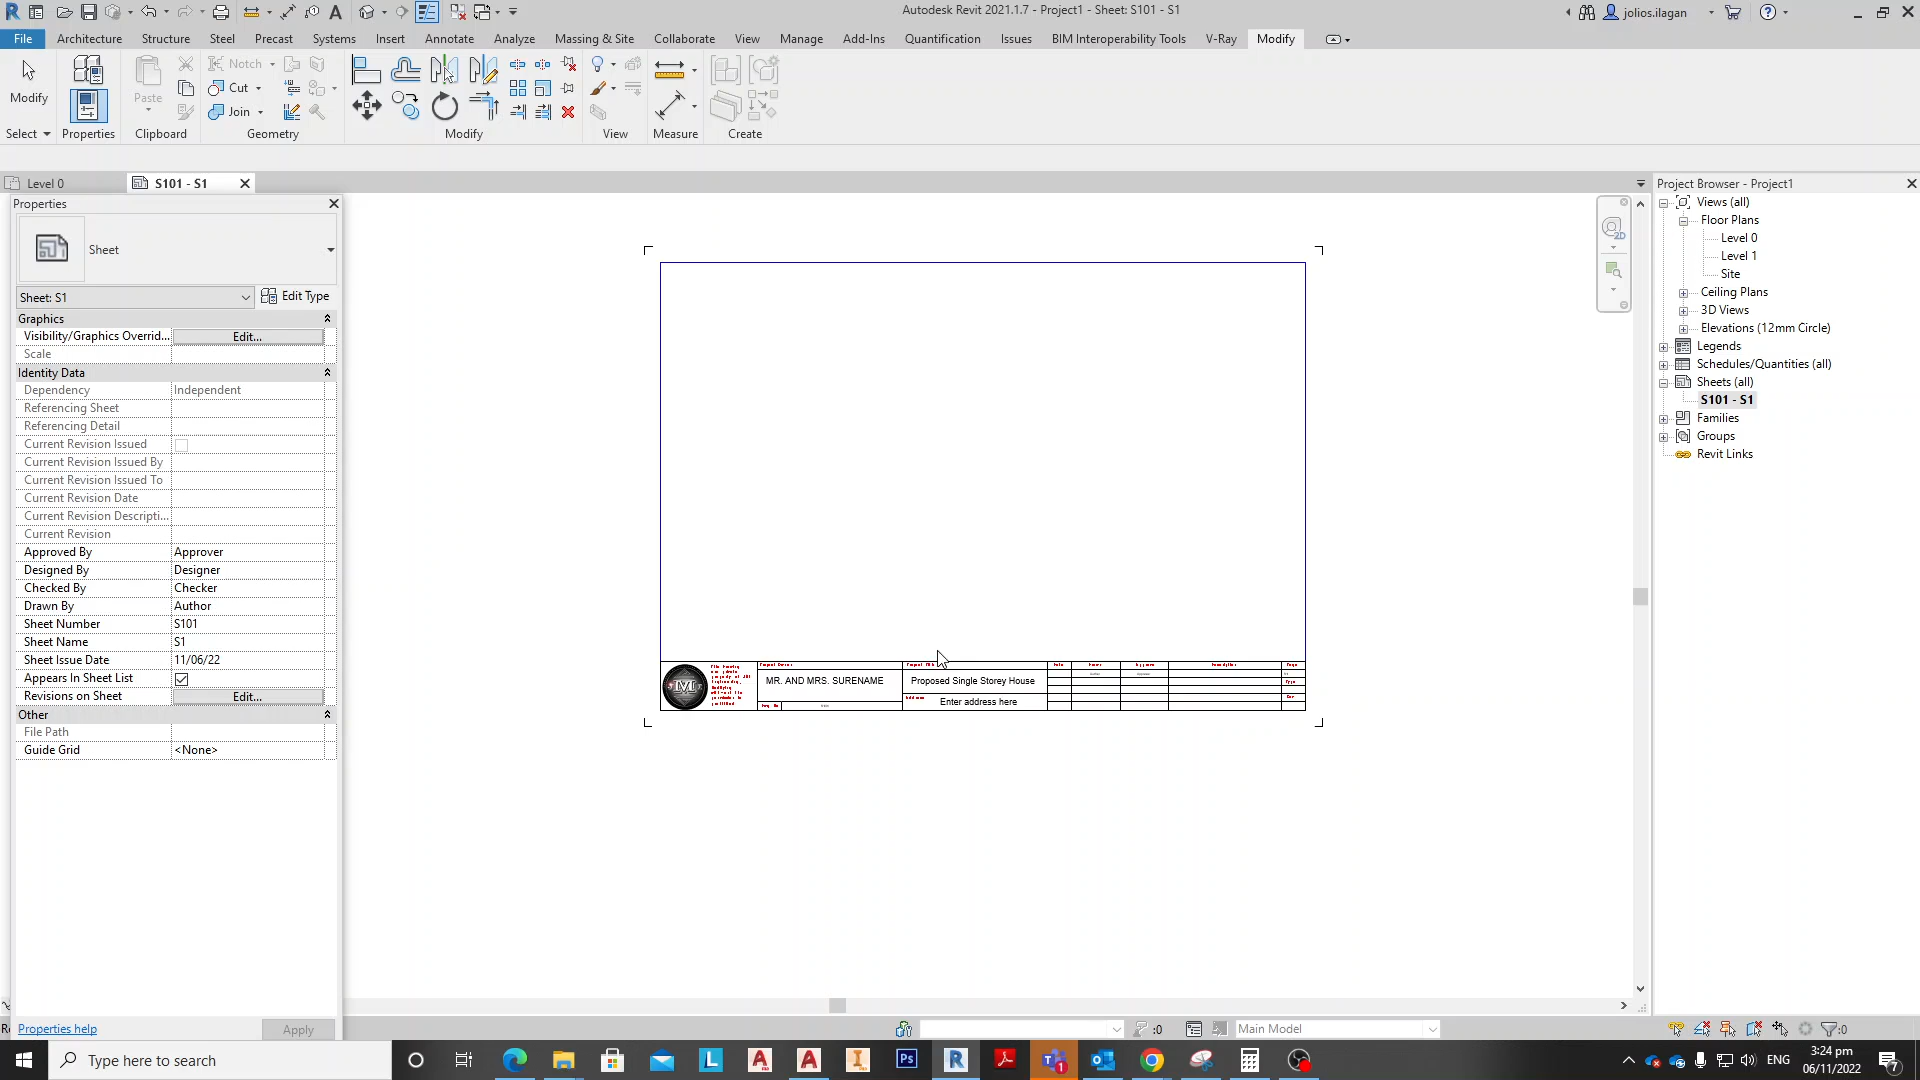 Autodesk Revit 2021.1.7 - Project1 - Sheet: S101 - S1
jolios.ilagan
File Architecture Structure Steel Precast Systems Insert Annotate Analyze Massing & Site Collaborate View Manage Add-Ins Quantification Issues BIM Interoperability Tools V-Ray Modify
Notch
Cut
Join
Modify
Paste
Select Properties Clipboard Geometry Modify View Measure Create
Level 0
S101 - S1
Project Browser - Project1
Properties
Sheet
Sheet: S1
Edit Type
Graphics
Visibility/Graphics Overrid... Edit...
Scale
Identity Data
Dependency Independent
Referencing Sheet
Referencing Detail
Current Revision Issued
Current Revision Issued By
Current Revision Issued To
Current Revision Date
Current Revision Descripti...
Current Revision
Approved By Approver
Designed By Designer
Checked By Checker
Drawn By Author
Sheet Number S101
Sheet Name S1
Sheet Issue Date 11/06/22
Appears In Sheet List
Revisions on Sheet Edit...
Other
File Path
Guide Grid <None>
Properties help
Apply
2D
MR. AND MRS. SURENAME
Proposed Single Storey House
Enter address here
Views (all)
Floor Plans
Level 0
Level 1
Site
Ceiling Plans
3D Views
Elevations (12mm Circle)
Legends
Schedules/Quantities (all)
Sheets (all)
S101 - S1
Families
Groups
Revit Links
:0
Main Model
:0
Type here to search
ENG
3:24 pm
06/11/2022